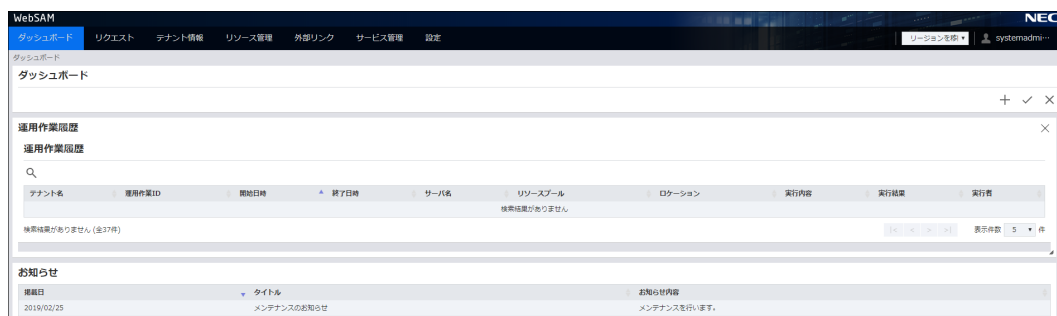 WebSAM NEC
ダッシュボード リクエスト テナント情報 リソース管理 外部リンク サービス管理 設定 リージョンを検 systemadmi…
ダッシュボード
ダッシュボード
運用作業履歴
運用作業履歴
テナント名 運用作業ID 開始日時 終了日時 サーバ名 リソースプール ロケーション 実行内容 実行結果 実行者
検索結果がありません
検索結果がありません (全37件) |< < > >| 表示件数 5 件
お知らせ
掲載日 タイトル お知らせ内容
2019/02/25 メンテナンスのお知らせ メンテナンスを行います。